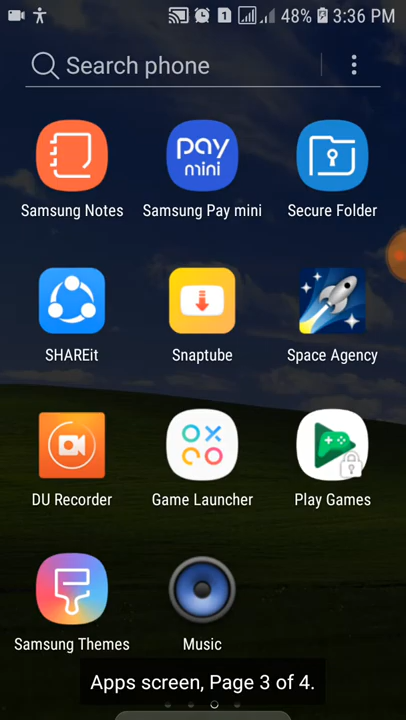 1 48% 3:36 PM
Search phone
pay
mini
Samsung Notes Samsung Pay mini Secure Folder
SHAREit Snaptube Space Agency
DU Recorder Game Launcher Play Games
Samsung Themes Music
Apps screen, Page 3 of 4.